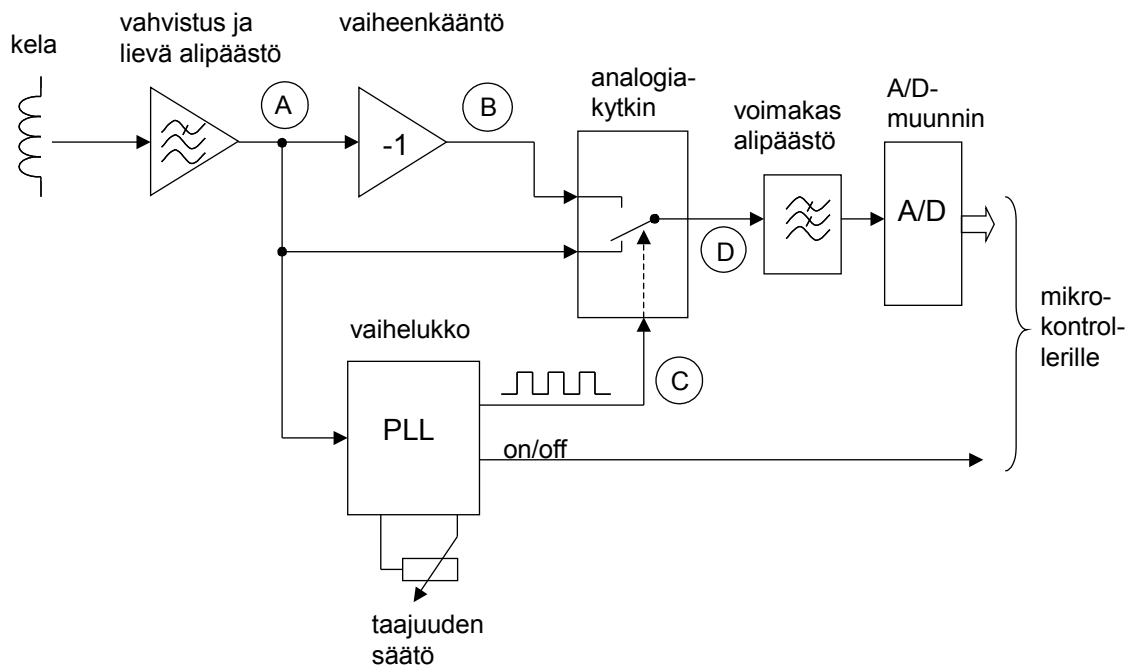 kela
vahvistus ja
lievä alipäästö
vaiheenkääntö
A
B
-1
analogia-
kytkin
voimakas
alipäästö
A/D-
muunnin
A/D
D
mikro-
kontrol-
lerille
vaihelukko
C
PLL
on/off
taajuuden
säätö